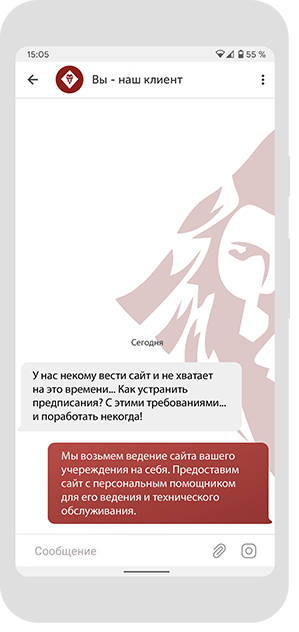 15:05
55 %
Вы - наш клиент
Сегодня
У нас некому вести сайт и не хватает
на это времени... Как устранить
предписания? С этими требованиями...
и поработать некогда!
Мы возьмем ведение сайта вашего
учереждения на себя. Предоставим
сайт с персональным помощником
для его ведения и технического
обслуживания.
Сообщение